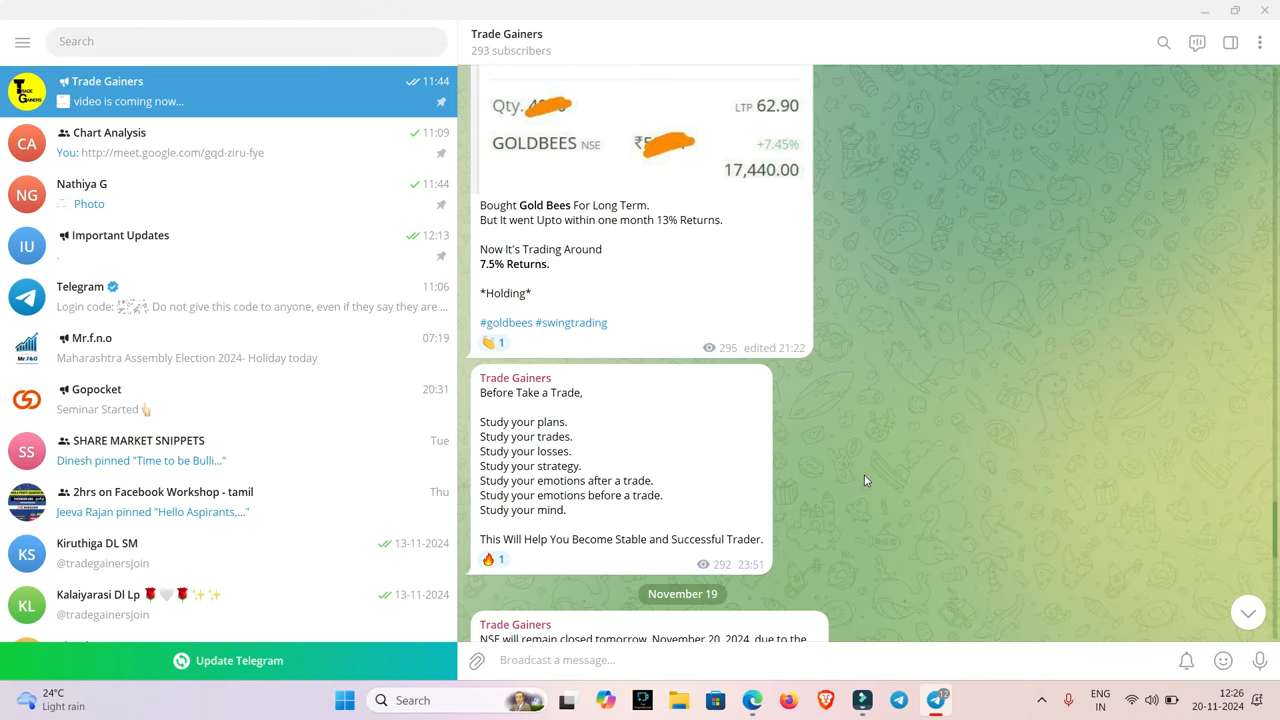 Search
Trade Gainers
11:44
video is coming now...
CA
Chart Analysis
11:09
You: http://meet.google.com/gqd-ziru-fye
NG
Nathiya G
11:44
Photo
IU
Important Updates
12:13
.
Telegram
11:06
Login code: Do not give this code to anyone, even if they say they are ...
Mr.f.n.o
07:19
Maharashtra Assembly Election 2024- Holiday today
Gopocket
20:31
Seminar Started👆🏻
SS
SHARE MARKET SNIPPETS
Tue
Dinesh pinned "Time to be Bulli..."
2hrs on Facebook Workshop - tamil
Thu
Jeeva Rajan pinned "Hello Aspirants,..."
KS
Kiruthiga DL SM
13-11-2024
@tradegainersjoin
KL
Kalaiyarasi Dl Lp 🌹🤍🌹✨✨
13-11-2024
@tradegainersjoin
Update Telegram
Trade Gainers
293 subscribers
Qty.
LTP 62.90
GOLDBEES NSE
+7.45%
17,440.00
Bought Gold Bees For Long Term.
But It went Upto within one month 13% Returns.
Now It's Trading Around
7.5% Returns.
*Holding*
#goldbees #swingtrading
👏 1
295 edited 21:22
Trade Gainers
Before Take a Trade,
Study your plans.
Study your trades.
Study your losses.
Study your strategy.
Study your emotions after a trade.
Study your emotions before a trade.
Study your mind.
This Will Help You Become Stable and Successful Trader.
🔥 1
292 23:51
November 19
Trade Gainers
NSE will remain closed tomorrow, November 20, 2024, due to the
Broadcast a message...
24°C
Light rain
Search
12
ENG
IN
12:26
20-11-2024